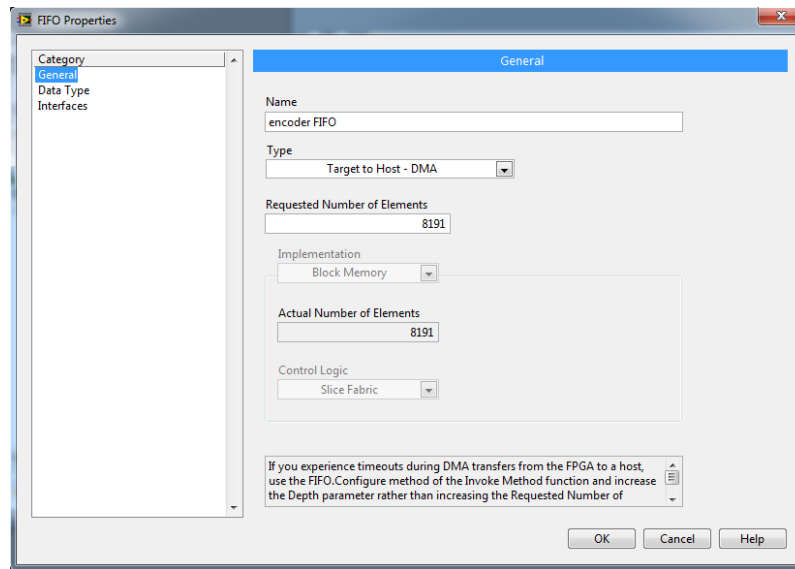 FIFO Properties
Category
General
Data Type
Interfaces
General
Name
encoder FIFO
Type
Target to Host - DMA
Requested Number of Elements
8191
Implementation
Block Memory
Actual Number of Elements
8191
Control Logic
Slice Fabric
If you experience timeouts during DMA transfers from the FPGA to a host,
use the FIFO.Configure method of the Invoke Method function and increase
the Depth parameter rather than increasing the Requested Number of
OK Cancel Help